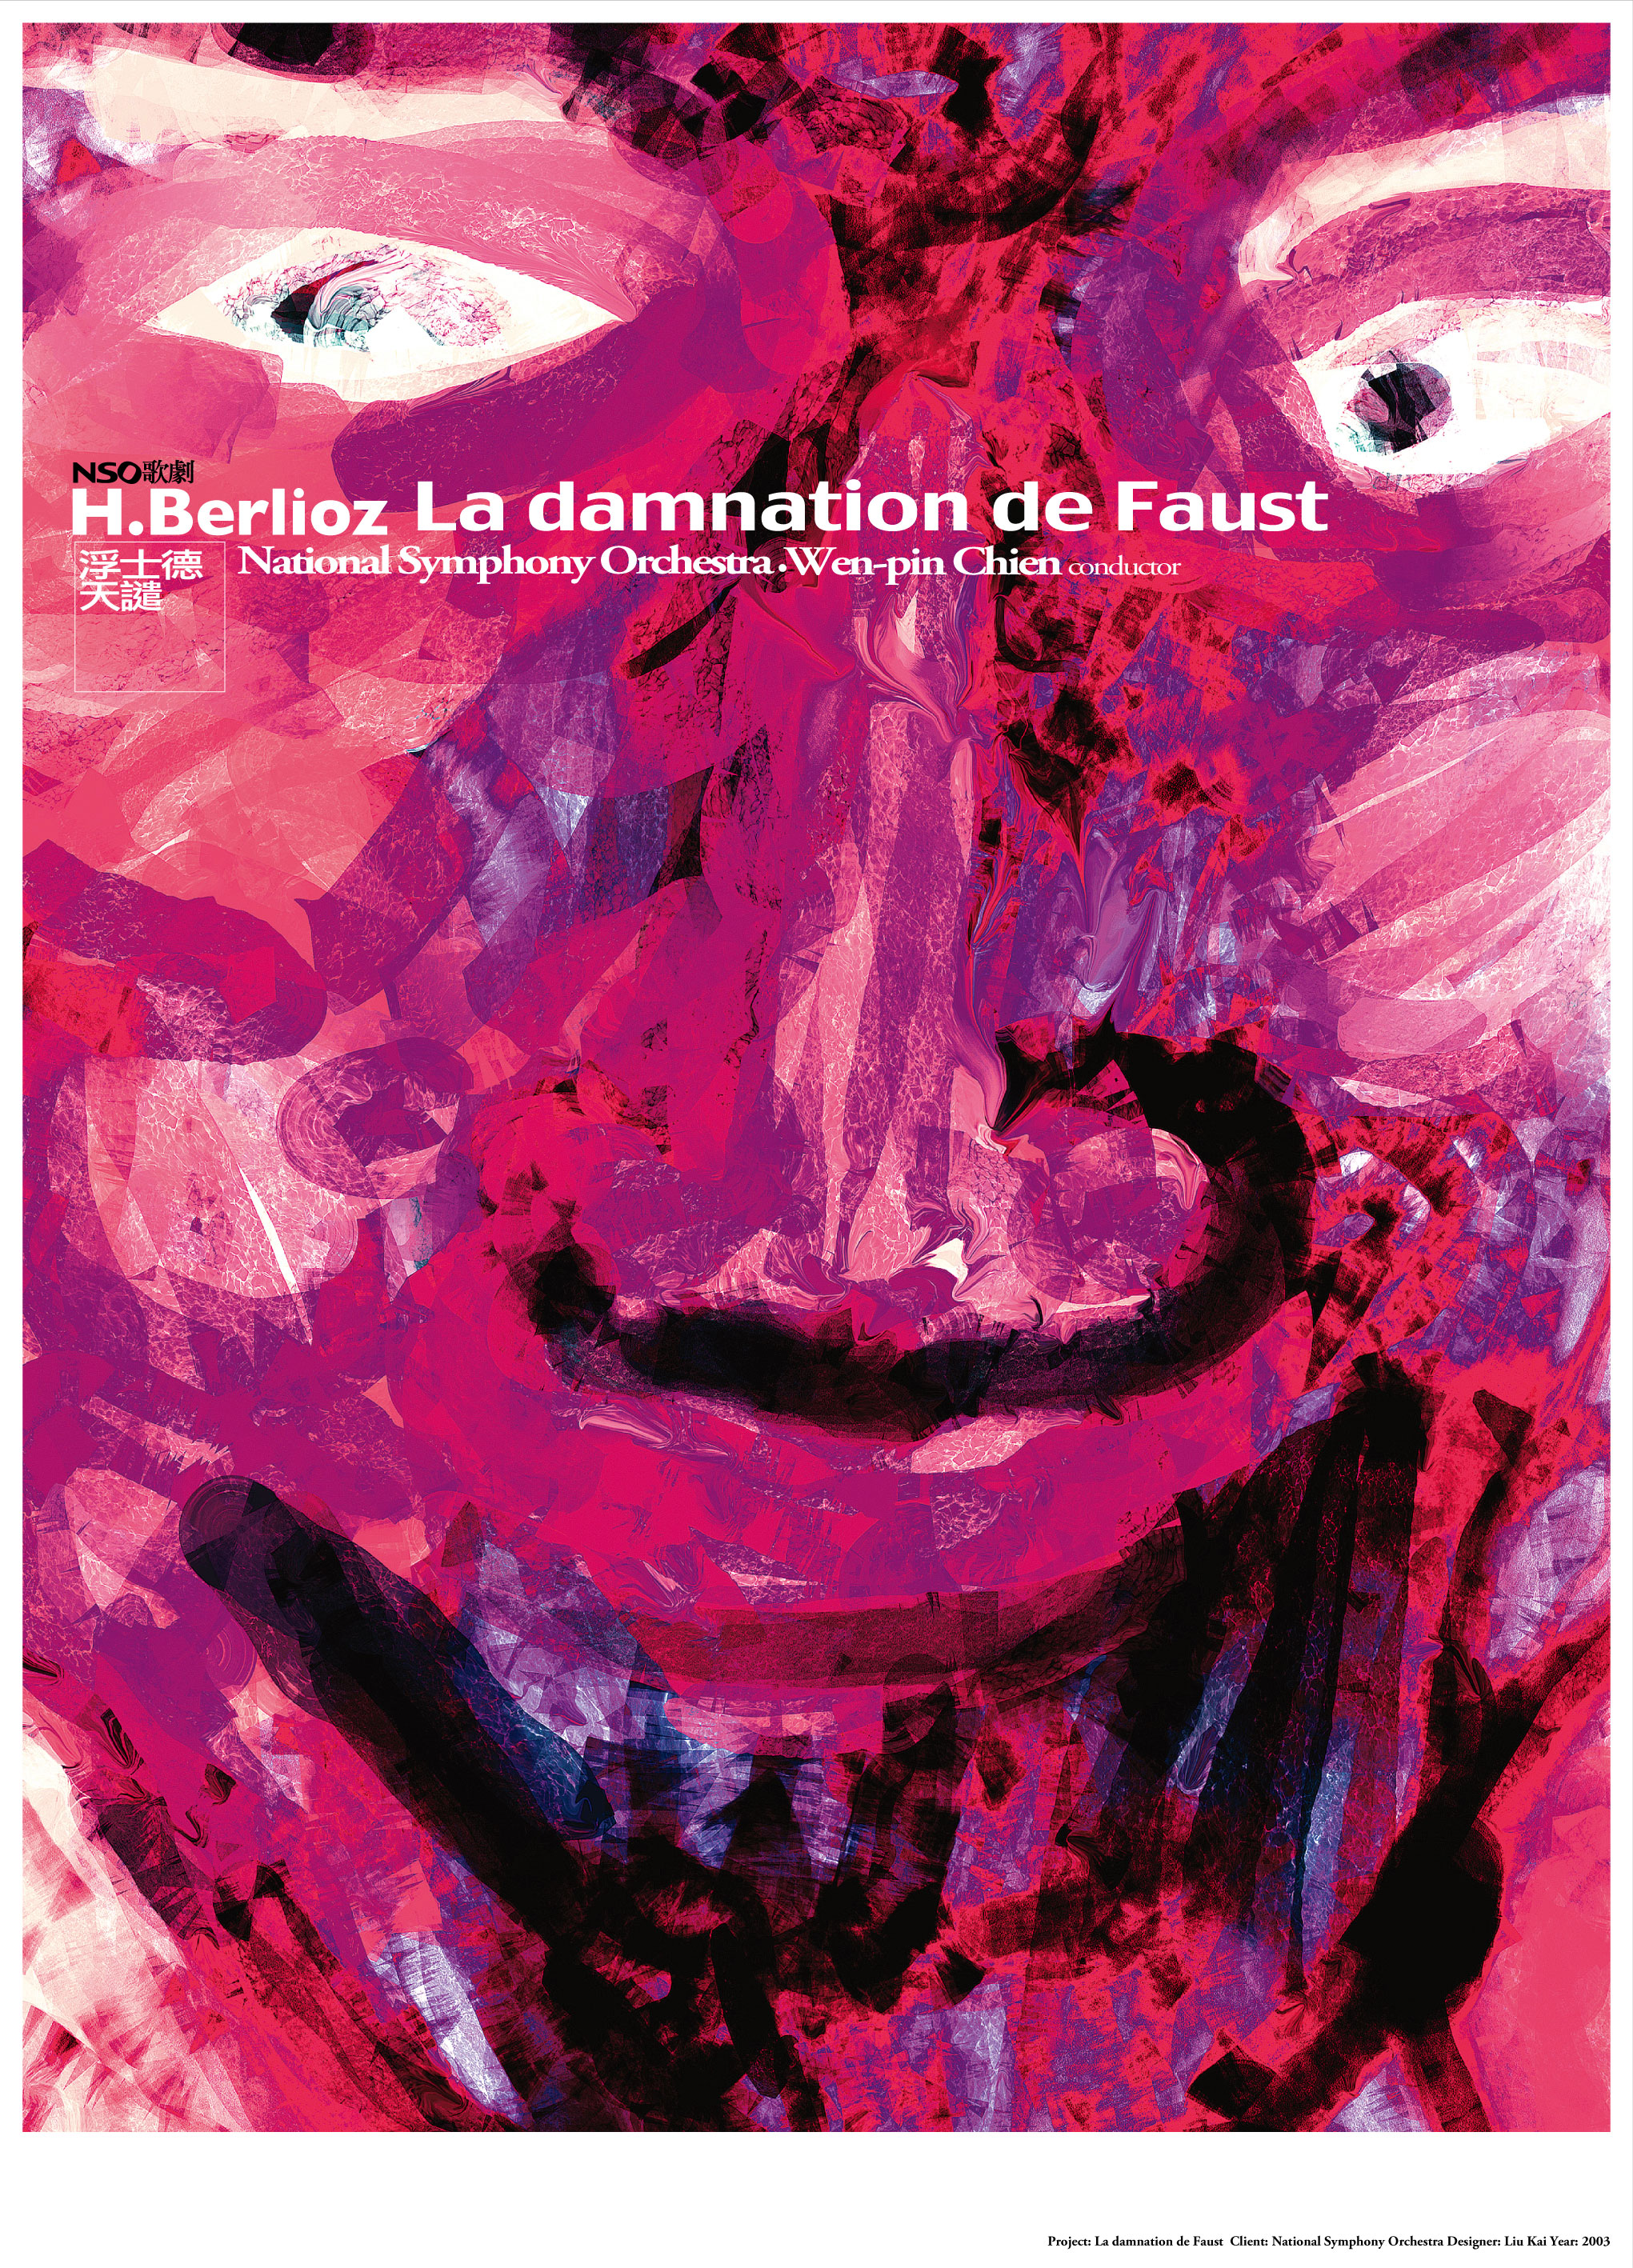 NSO歌劇
H.Berlioz La damnation de Faust
浮士德
天譴
National Symphony Orchestra.Wen-pin Chien conductor
Project: La damnation de Faust  Client: National Symphony Orchestra Designer: Liu Kai Year: 2003